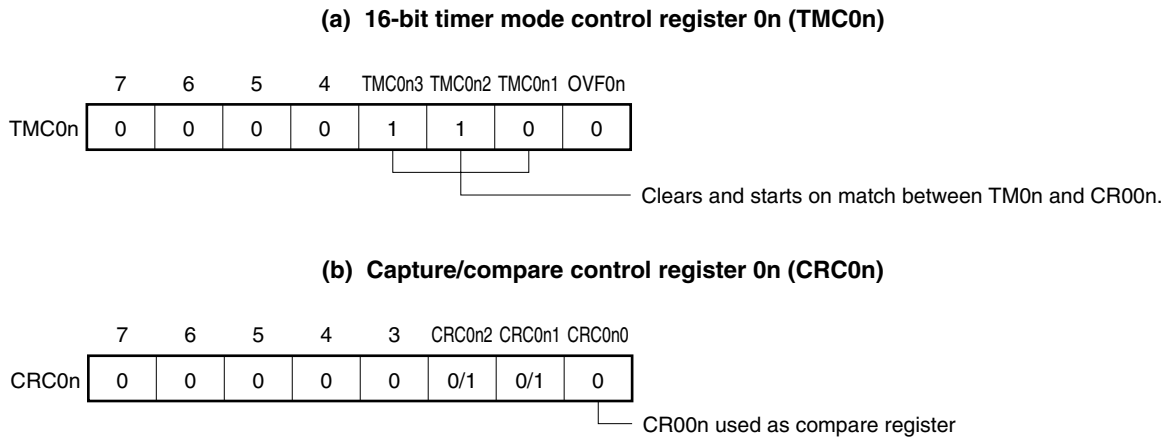 (a) 16-bit timer mode control register 0n (TMC0n)
7 6 5 4 TMC0n3 TMC0n2 TMC0n1 OVF0n
TMC0n 0 0 0 0 1 1 0 0
Clears and starts on match between TM0n and CR00n.
(b) Capture/compare control register 0n (CRC0n)
7 6 5 4 3 CRC0n2 CRC0n1 CRC0n0
CRC0n 0 0 0 0 0 0/1 0/1 0
CR00n used as compare register